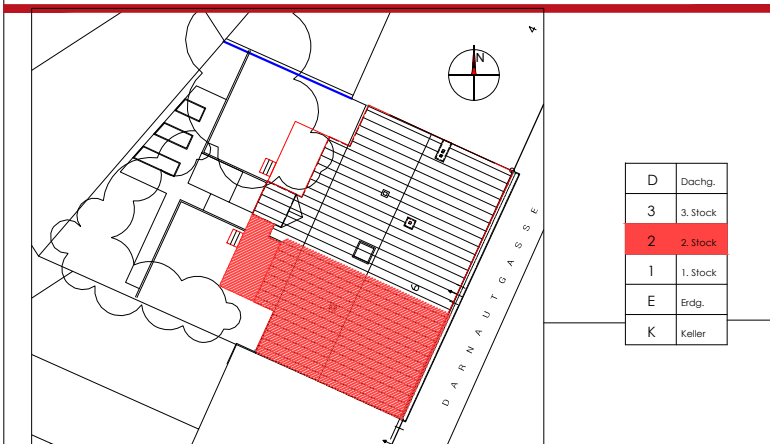 4
N
D Dachg.
3 3. Stock
2 2. Stock
1 1. Stock
E Erdg.
K Keller
6
DARNAUTGASSE